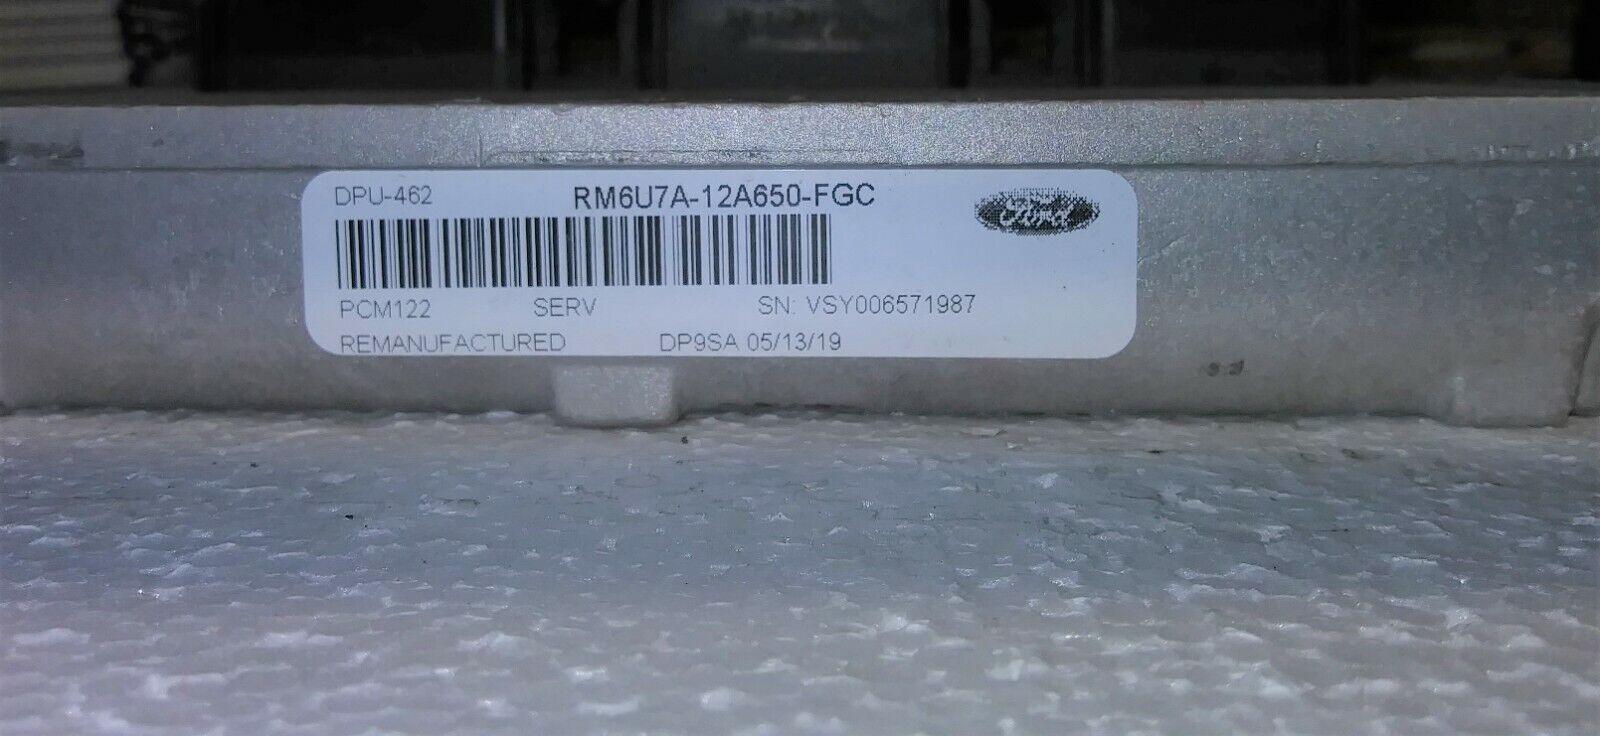 DPU-462 RM6U7A-12A650-FGC
Ford
PCM122 SERV SN: VSY006571987
REMANUFACTURED DP9SA 05/13/19